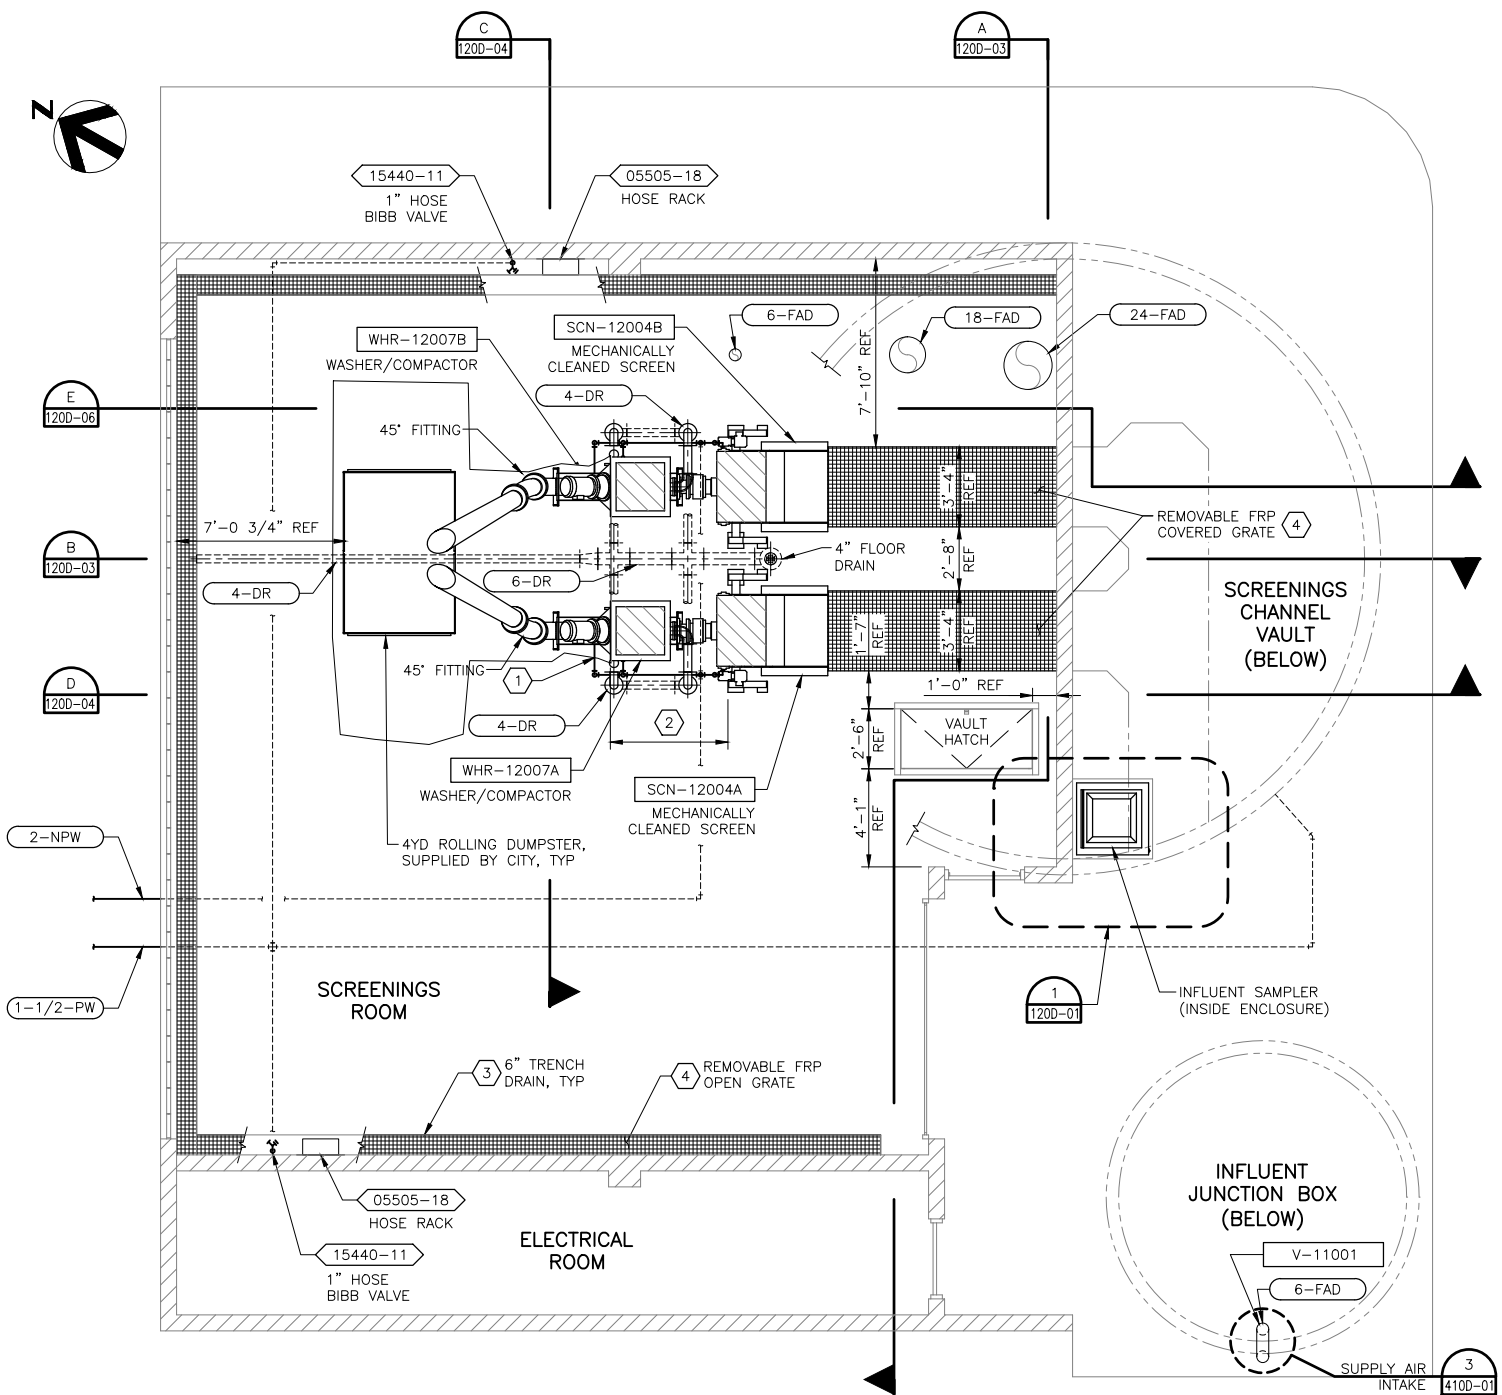 C
120D-04
A
120D-03
N
15440-11
1" HOSE
BIBB VALVE
05505-18
HOSE RACK
6-FAD
18-FAD
24-FAD
WHR-12007B
WASHER/COMPACTOR
SCN-12004B
MECHANICALLY
CLEANED SCREEN
7'-10" REF
E
120D-06
4-DR
45° FITTING
3'-4"
REF
REMOVABLE FRP
COVERED GRATE
4
7'-0 3/4" REF
B
120D-03
4-DR
6-DR
4" FLOOR
DRAIN
2'-8"
REF
SCREENINGS
CHANNEL
VAULT
(BELOW)
1'-7"
REF
3'-4"
REF
45° FITTING
1
D
120D-04
4-DR
2
1'-0" REF
VAULT
HATCH
2'-6"
REF
WHR-12007A
WASHER/COMPACTOR
SCN-12004A
MECHANICALLY
CLEANED SCREEN
4'-1"
REF
2-NPW
4YD ROLLING DUMPSTER,
SUPPLIED BY CITY, TYP
1-1/2-PW
SCREENINGS
ROOM
1
120D-01
INFLUENT SAMPLER
(INSIDE ENCLOSURE)
3
6" TRENCH
DRAIN, TYP
4
REMOVABLE FRP
OPEN GRATE
05505-18
HOSE RACK
15440-11
1" HOSE
BIBB VALVE
ELECTRICAL
ROOM
INFLUENT
JUNCTION BOX
(BELOW)
V-11001
6-FAD
SUPPLY AIR
INTAKE
3
410D-01